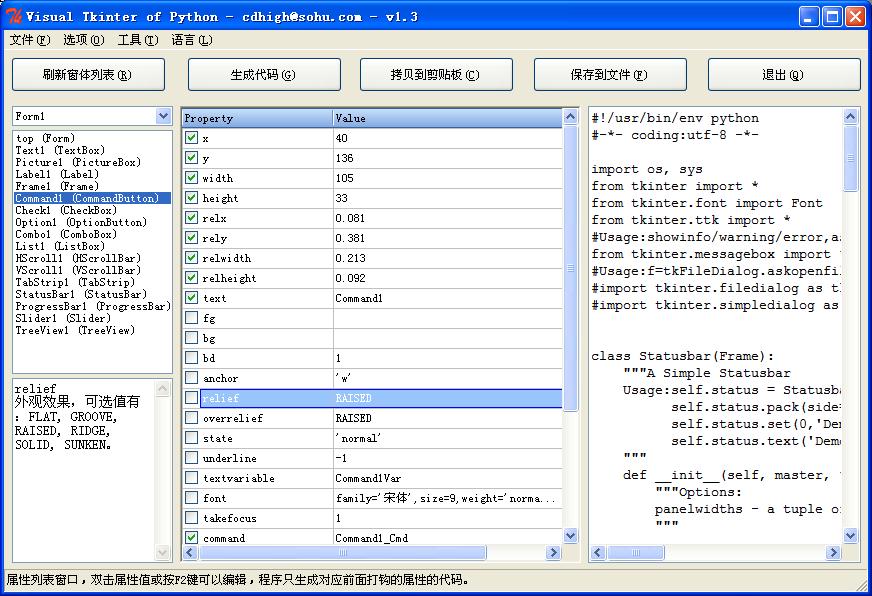 Visual Tkinter of Python - cdhigh@sohu.com - v1.3
文件(F) 选项(O) 工具(T) 语言(L)
刷新窗体列表(R) 生成代码(G) 拷贝到剪贴板(C) 保存到文件(F) 退出(Q)
Form1
top (Form)
Text1 (TextBox)
Picture1 (PictureBox)
Label1 (Label)
Frame1 (Frame)
Command1 (CommandButton)
Check1 (CheckBox)
Option1 (OptionButton)
Combo1 (ComboBox)
List1 (ListBox)
HScroll1 (HScrollBar)
VScroll1 (VScrollBar)
TabStrip1 (TabStrip)
StatusBar1 (StatusBar)
ProgressBar1 (ProgressBar)
Slider1 (Slider)
TreeView1 (TreeView)
relief
外观效果，可选值有
: FLAT, GROOVE,
RAISED, RIDGE,
SOLID, SUNKEN。
Property Value
x 40
y 136
width 105
height 33
relx 0.081
rely 0.381
relwidth 0.213
relheight 0.092
text Command1
fg
bg
bd 1
anchor 'w'
relief RAISED
overrelief RAISED
state 'normal'
underline -1
textvariable Command1Var
font family='宋体',size=9,weight='norma...
takefocus 1
command Command1_Cmd
#!/usr/bin/env python
#-*- coding:utf-8 -*-
import os, sys
from tkinter import *
from tkinter.font import Font
from tkinter.ttk import *
#Usage:showinfo/warning/error,a
from tkinter.messagebox import
#Usage:f=tkFileDialog.askopenfi
#import tkinter.filedialog as t
#import tkinter.simpledialog as
class Statusbar(Frame):
"""A Simple Statusbar
Usage:self.status = Statusba
self.status.pack(side=
self.status.set(0,'De
self.status.text('Dem
"""
def __init__(self, master,
"""Options:
panelwidths - a tuple o
"""
属性列表窗口，双击属性值或按F2键可以编辑，程序只生成对应前面打钩的属性的代码。